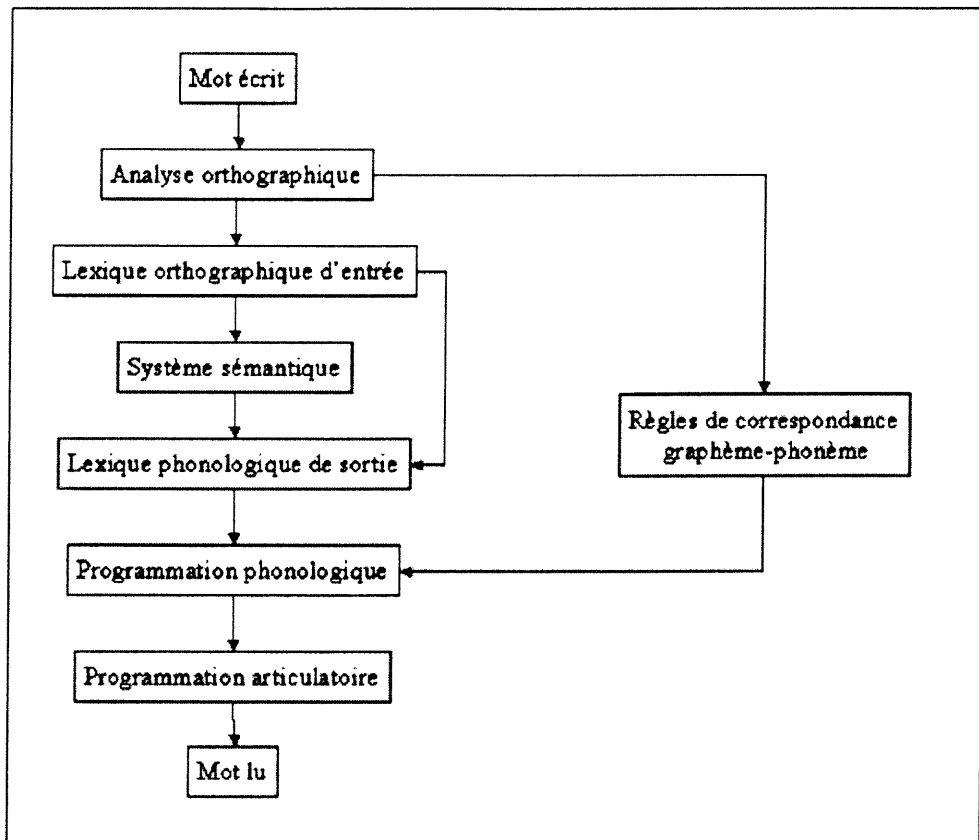 Mot écrit
Analyse orthographique
Lexique orthographique d'entrée
Système sémantique
Règles de correspondance
graphème-phonème
Lexique phonologique de sortie
Programmation phonologique
Programmation articulatoire
Mot lu